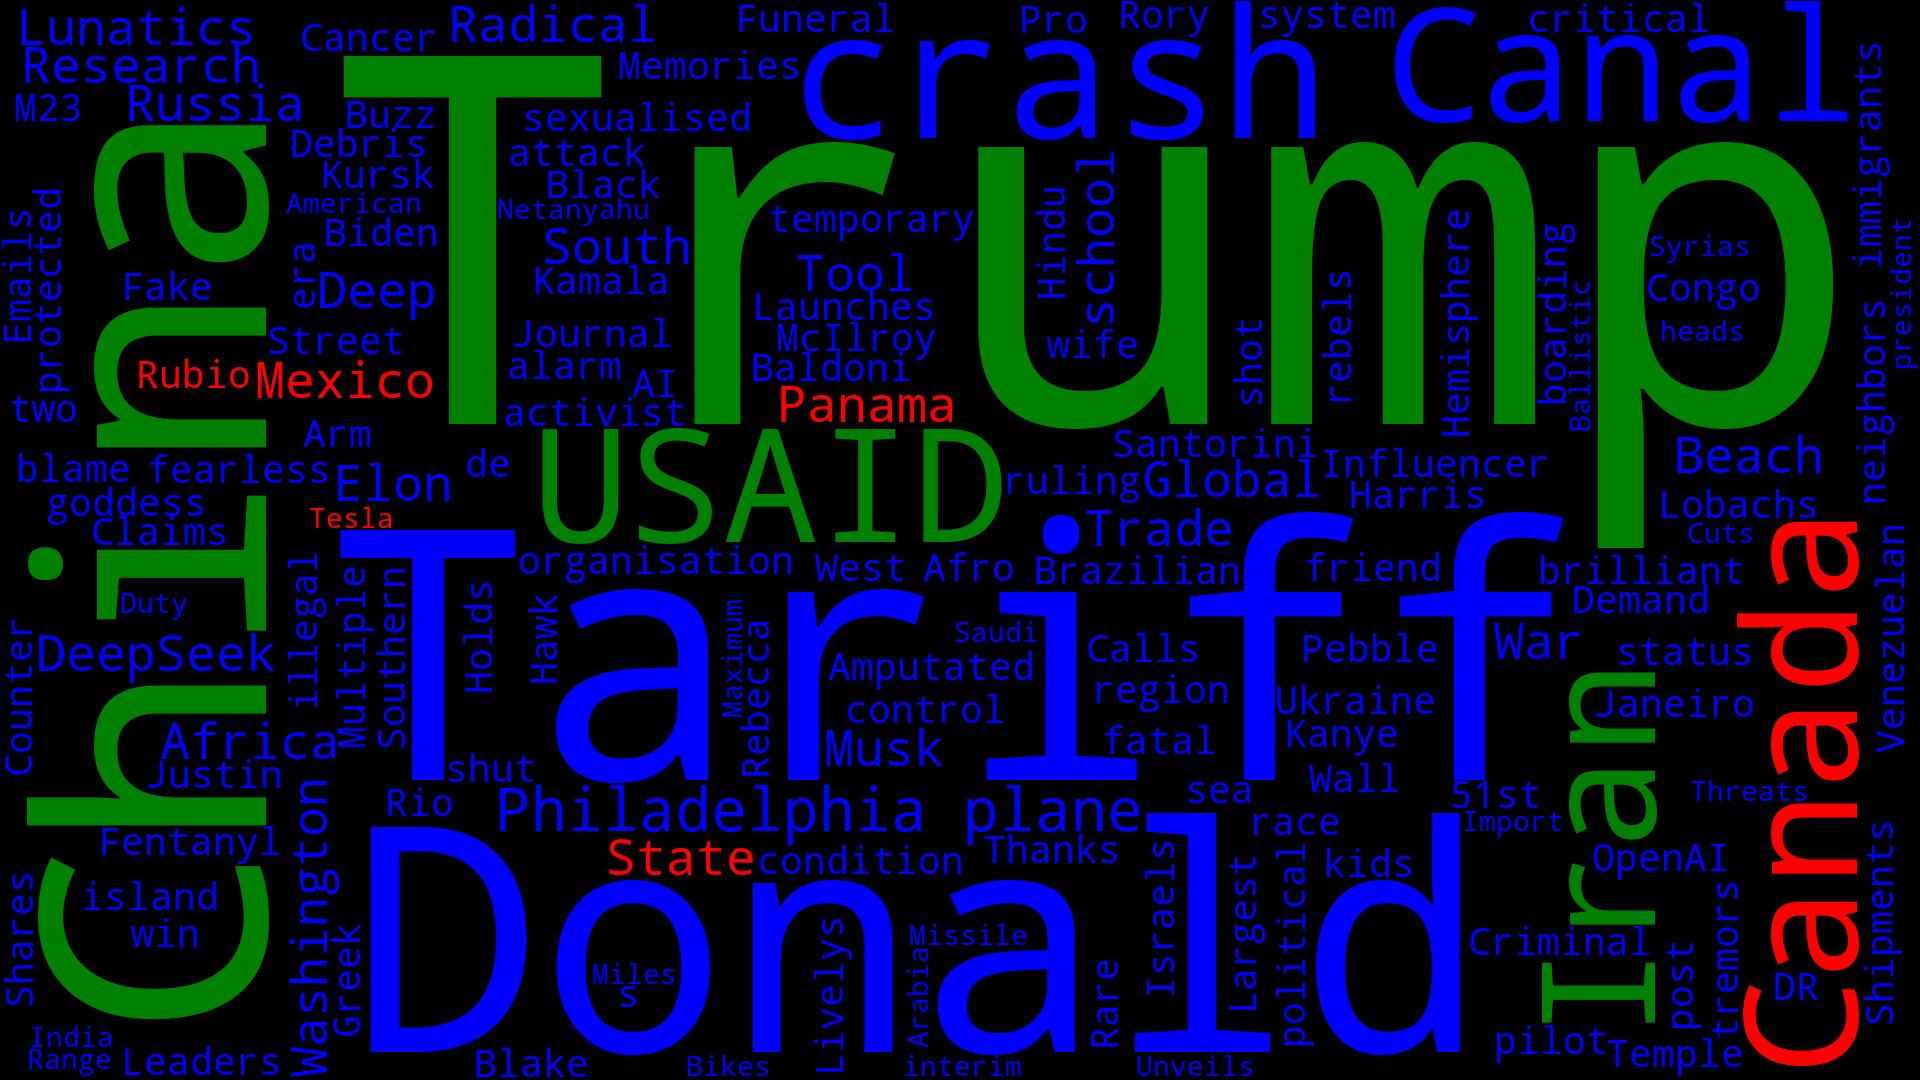 Lunatics
Radical
Funeral
Pro
Rory
system
critical
Cancer
Research
Memories
crash
Canal
M23
Russia
Buzz
sexualised
Debris
attack
Kursk
Black
American
Netanyahu
Biden
South
temporary
Trump
Hindu
school
Hemisphere
boarding
Syrias
immigrants
president
Emails
protected
China
Fake
era
Deep
Kamala
Tool
Launches
rebels
Ballistic
Congo
heads
Street
Journal
McIlroy
wife
shot
Rubio
Mexico
alarm
AI
Baldoni
two
activist
Panama
neighbors
Arm
USAID
Santorini
Beach
blame
fearless
Elon
de
ruling
Global
Influencer
Harris
goddess
Claims
Tesla
Trade
Lobachs
Cuts
organisation
West
Afro
Brazilian
friend
brilliant
Duty
illegal
Multiple
Southern
Holds
Hawk
Tariff
Maximum
Rebecca
Saudi
Demand
Venezuelan
Counter
DeepSeek
Amputated
Calls
Pebble
War
status
control
region
Ukraine
Iran
Janeiro
Canada
Africa
Justin
Musk
fatal
Kanye
shut
Wall
Rio
Philadelphia
plane
sea
51st
Threats
Fentanyl
Washington
race
Import
State
condition
Thanks
kids
OpenAI
Shares
island
win
Greek
Donald
Miles
s
Livelys
Missile
Arabian
Rare
Israels
Largest
political
Criminal
post
tremors
DR
Shipments
India
Range
Leaders
Blake
Bikes
interim
Unveils
pilot
Temple